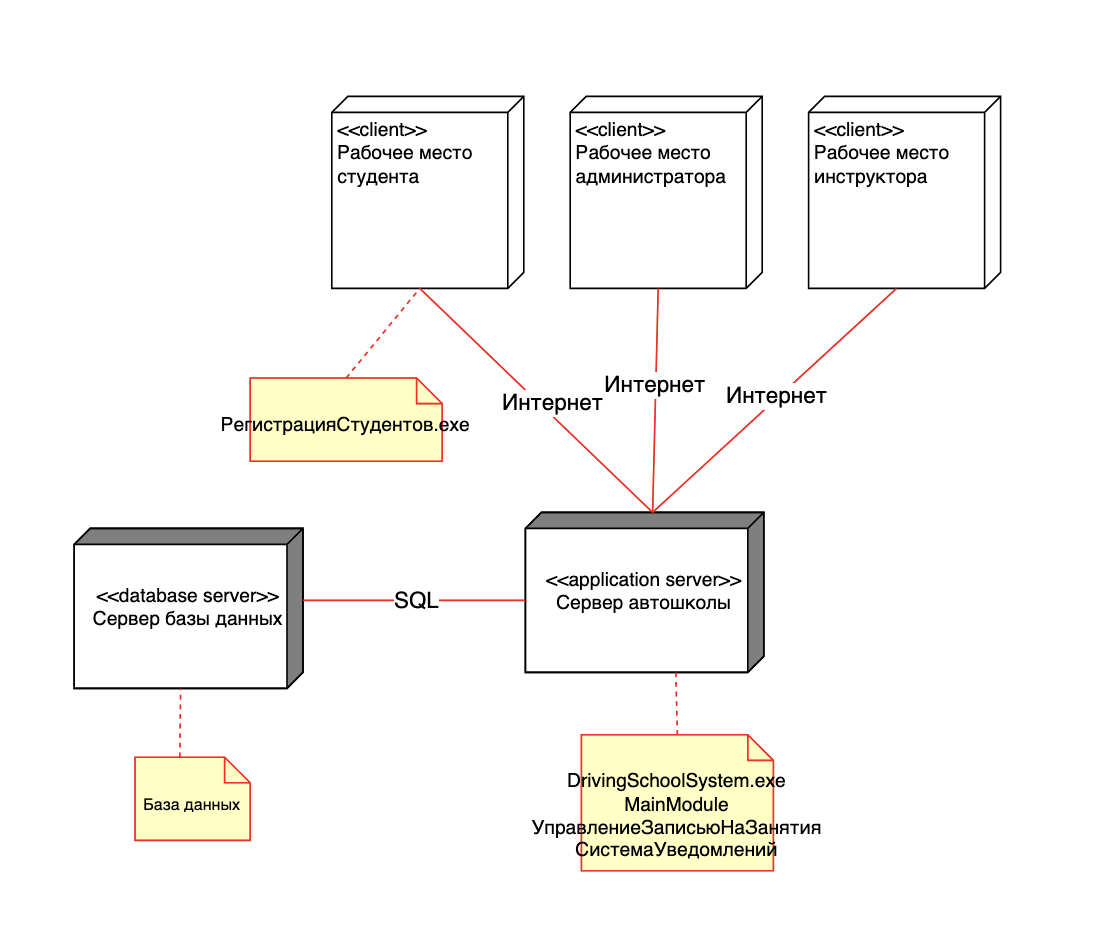 <<client>>
Рабочее место
студента
<<client>>
Рабочее место
администратора
<<client>>
Рабочее место
инструктора
Интернет
Интернет
Интернет
РегистрацияСтудентов.exe
<<database server>>
Сервер базы данных
SQL
<<application server>>
Сервер автошколы
База данных
DrivingSchoolSystem.exe
MainModule
УправлениеЗаписьюНаЗанятия
СистемаУведомлений